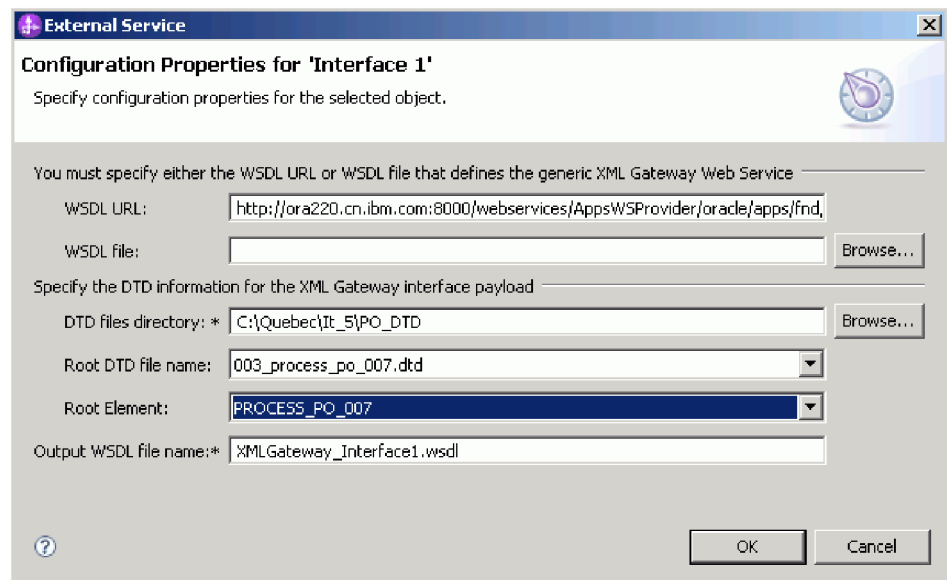 External Service
Configuration Properties for 'Interface 1'
Specify configuration properties for the selected object.
You must specify either the WSDL URL or WSDL file that defines the generic XML Gateway Web Service
WSDL URL: http://ora220.cn.ibm.com:8000/webservices/AppsWSProvider/oracle/apps/fnd,
WSDL file: Browse...
Specify the DTD information for the XML Gateway interface payload
DTD files directory: * C:\Quebec\It_5\PO_DTD Browse...
Root DTD file name: 003_process_po_007.dtd
Root Element: PROCESS_PO_007
Output WSDL file name:* XMLGateway_Interface1.wsdl
? OK Cancel